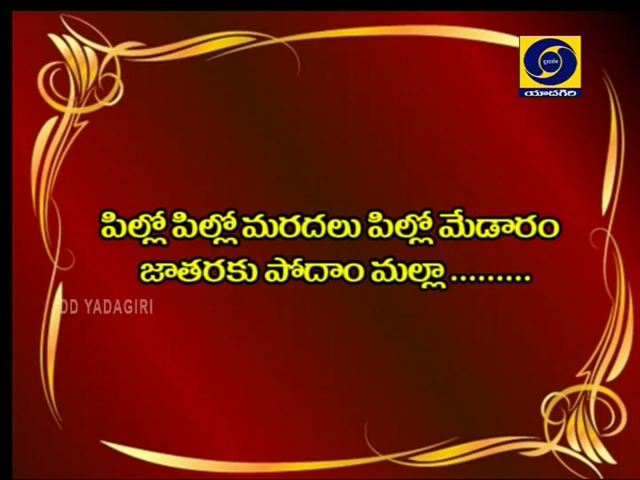 యాదగిరి
పిల్లో పిల్లో మరదలు పిల్లో మేడారం
జాతరకు పోదాం మల్లా.........
DD YADAGIRI